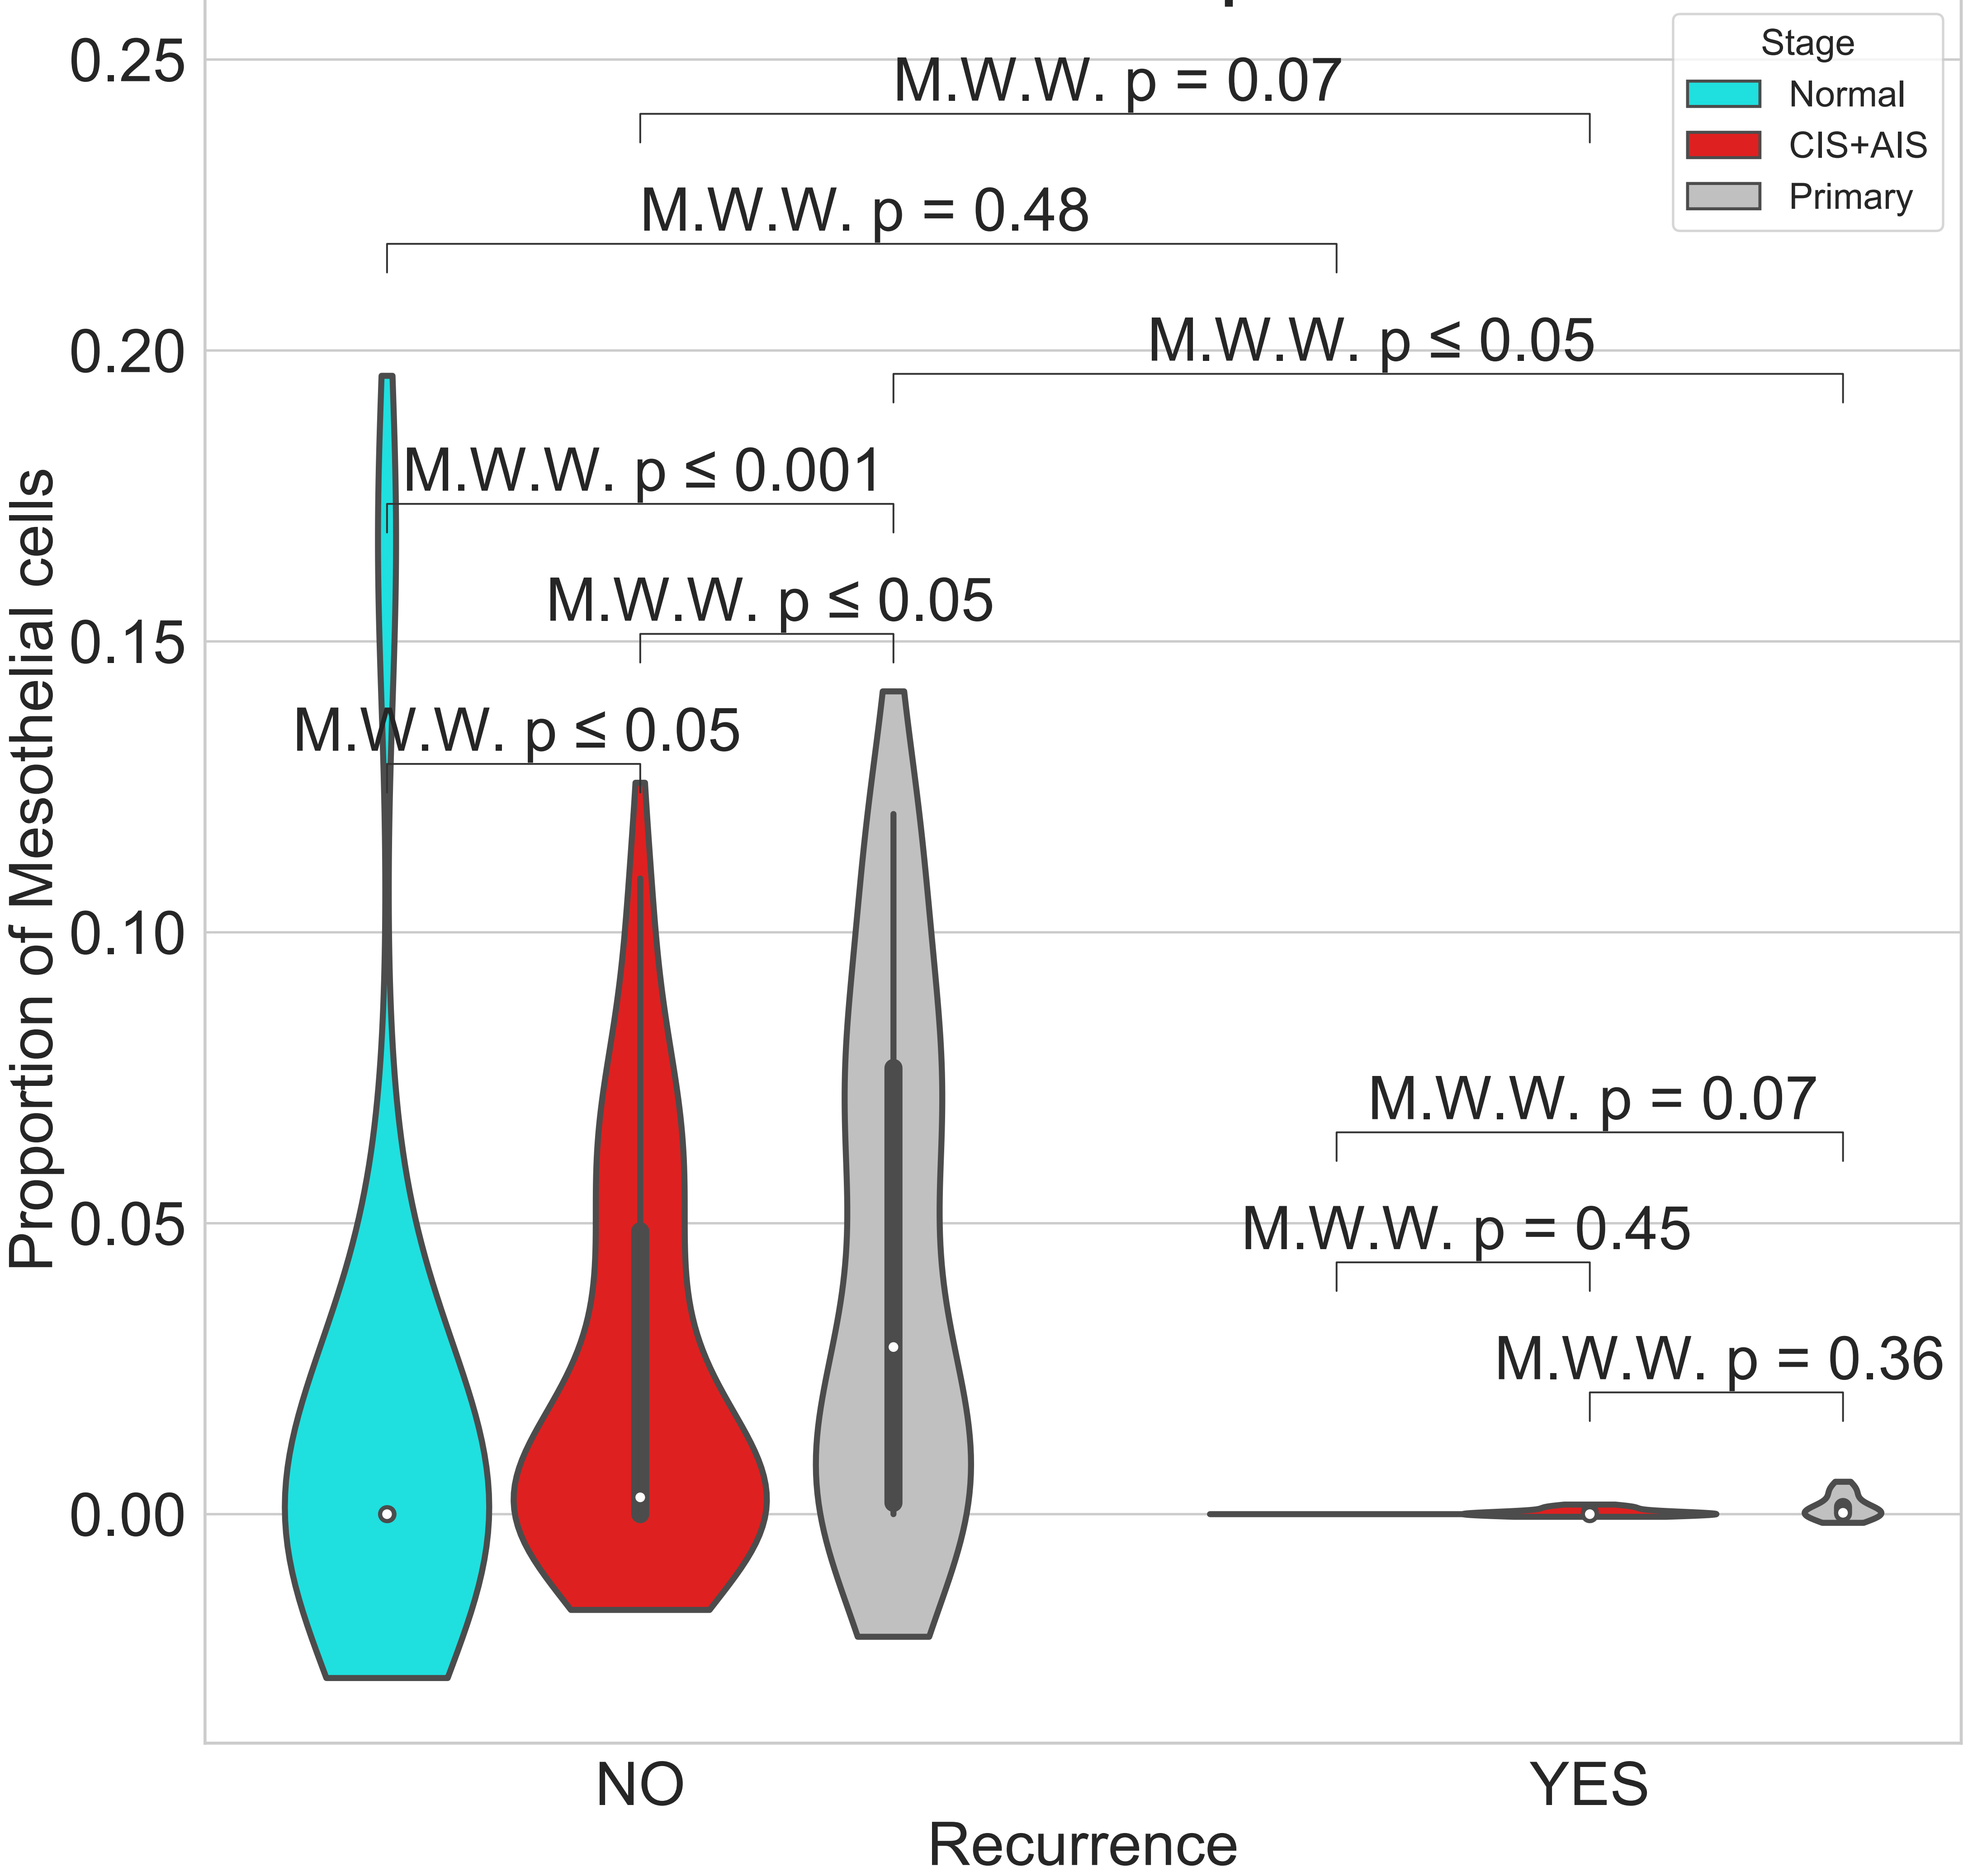 0.25
0.20
0.15
0.10
0.05
0.00
Proportion of Mesothelial cells
M.W.W. p = 0.07
M.W.W. p = 0.48
M.W.W. p ≤ 0.05
M.W.W. p ≤ 0.001
M.W.W. p ≤ 0.05
M.W.W. p ≤ 0.05
M.W.W. p = 0.07
M.W.W. p = 0.45
M.W.W. p = 0.36
Stage
Normal
CIS+AIS
Primary
NO
YES
Recurrence